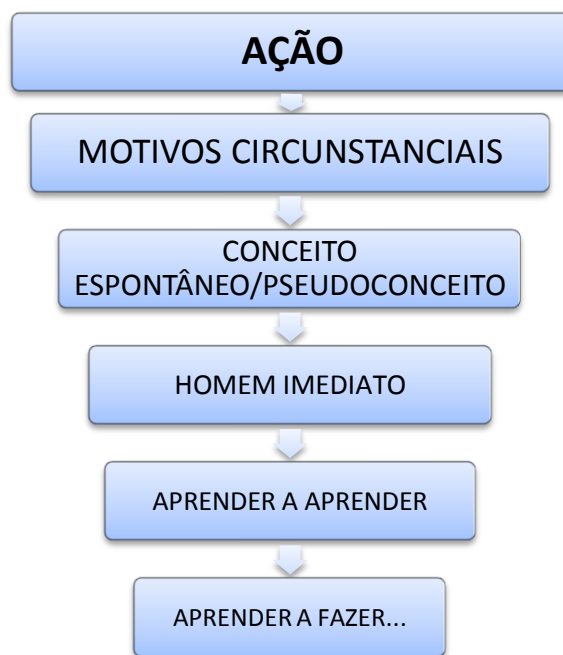 AÇÃO
MOTIVOS CIRCUNSTANCIAIS
CONCEITO
ESPONTÂNEO/PSEUDOCONCEITO
HOMEM IMEDIATO
APRENDER A APRENDER
APRENDER A FAZER...